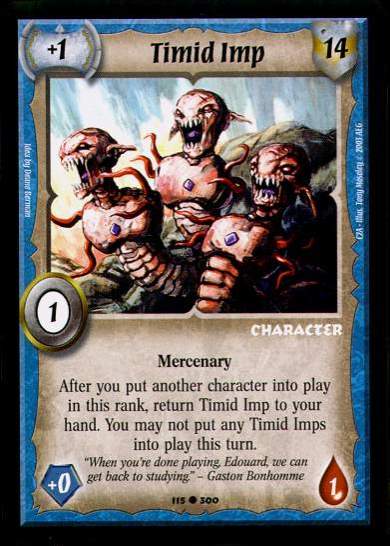 +1
Timid Imp
14
Idea by Deane Berman
CZA • Illus. Tony Moseley © 2003 AEG
1
CHARACTER
Mercenary
After you put another character into play
in this rank, return Timid Imp to your
hand. You may not put any Timid Imps
into play this turn.
"When you're done playing, Edouard, we can
get back to studying." – Gaston Bonhomme
+0
115 • 300
1